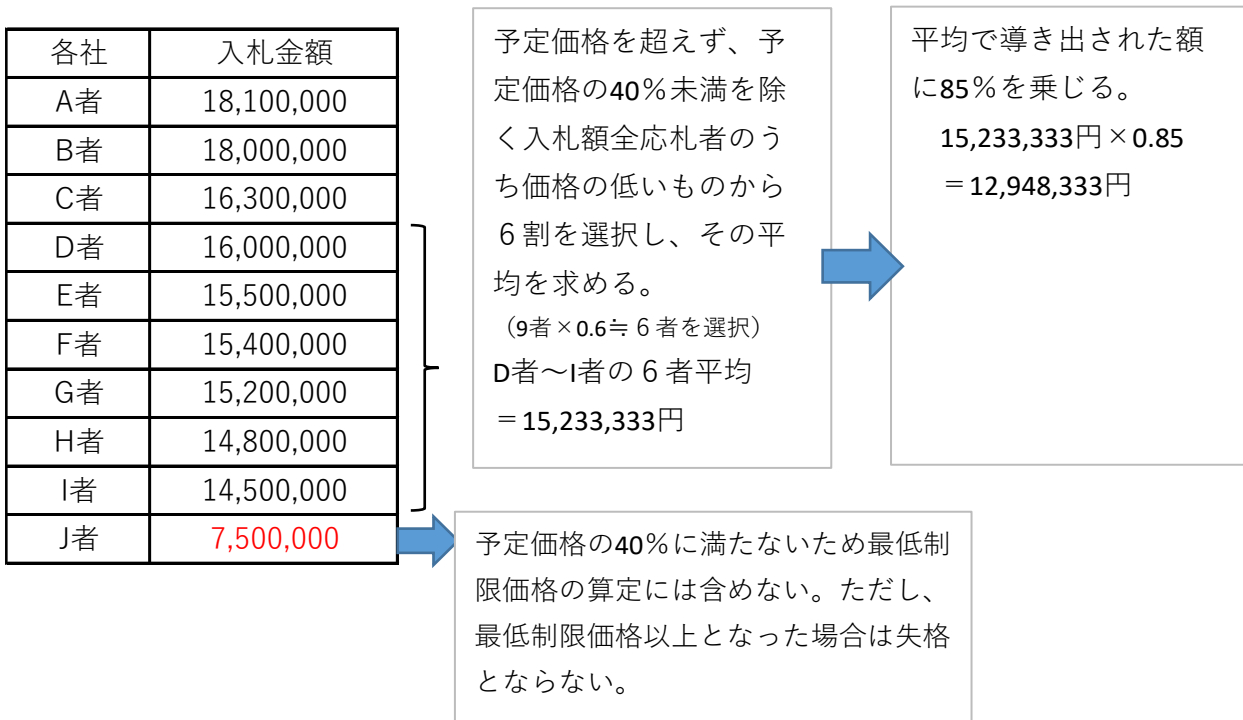 各社 入札金額
A者 18,100,000
B者 18,000,000
C者 16,300,000
D者 16,000,000
E者 15,500,000
F者 15,400,000
G者 15,200,000
H者 14,800,000
I者 14,500,000
J者 7,500,000
予定価格を超えず、予
定価格の40%未満を除
く入札額全応札者のう
ち価格の低いものから
６割を選択し、その平
均を求める。
（9者×0.6≒６者を選択）
D者～I者の６者平均
＝15,233,333円
平均で導き出された額
に85%を乗じる。
15,233,333円×0.85
＝12,948,333円
予定価格の40%に満たないため最低制
限価格の算定には含めない。ただし、
最低制限価格以上となった場合は失格
とならない。